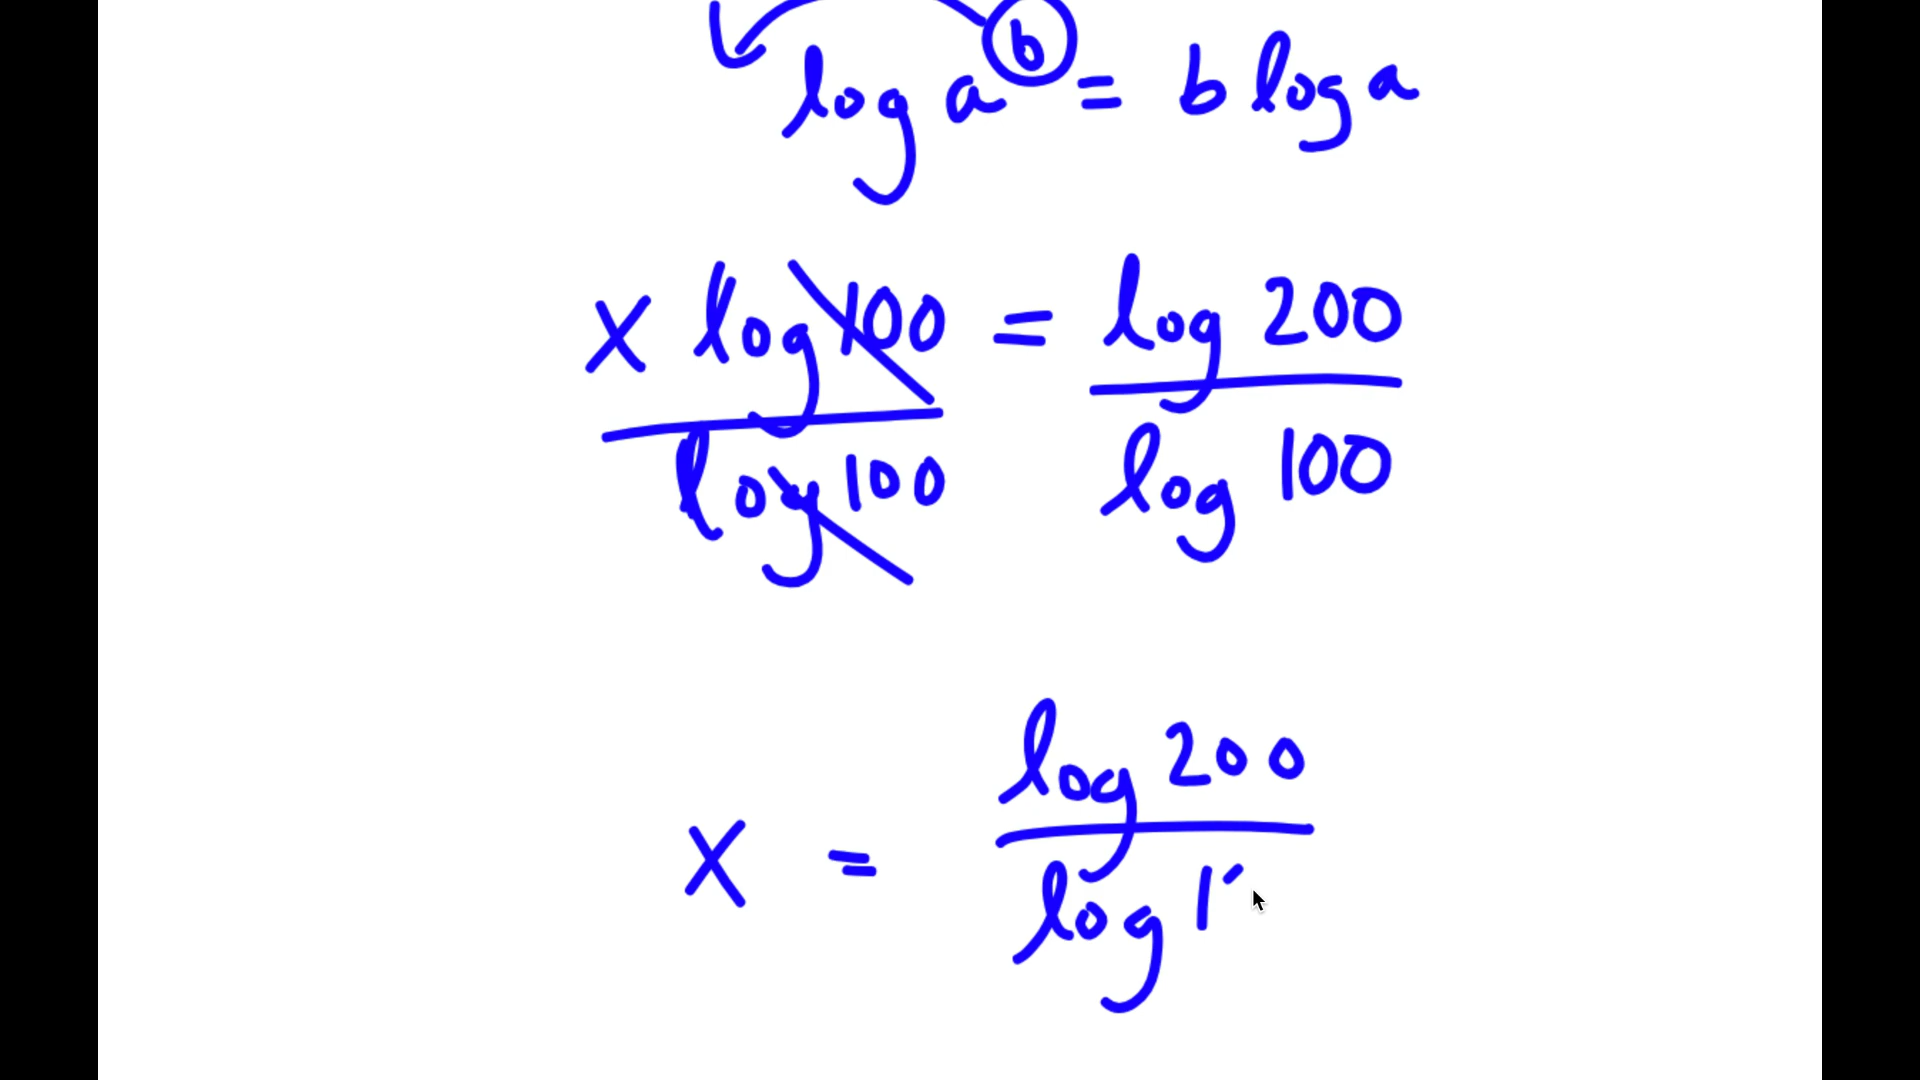 log a^b = b log a
x log 100 = log 200
log 100 log 100
log 200
x =
log 1